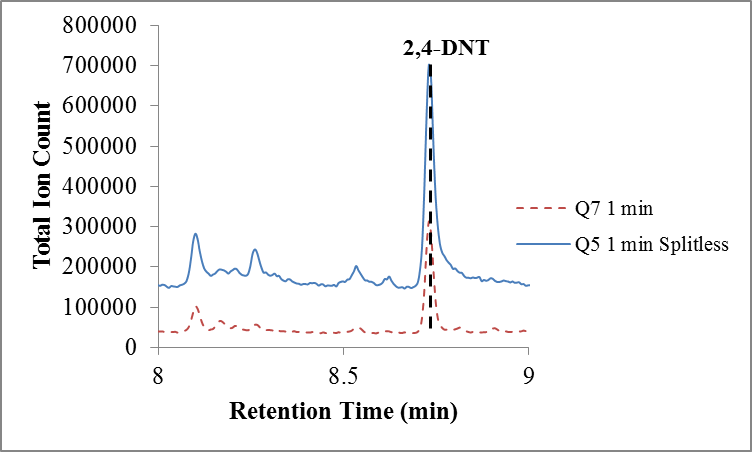 800000
700000
600000
500000
400000
300000
200000
100000
0
Total Ion Count
2,4-DNT
8
8.5
9
Retention Time (min)
Q7 1 min
Q5 1 min Splitless